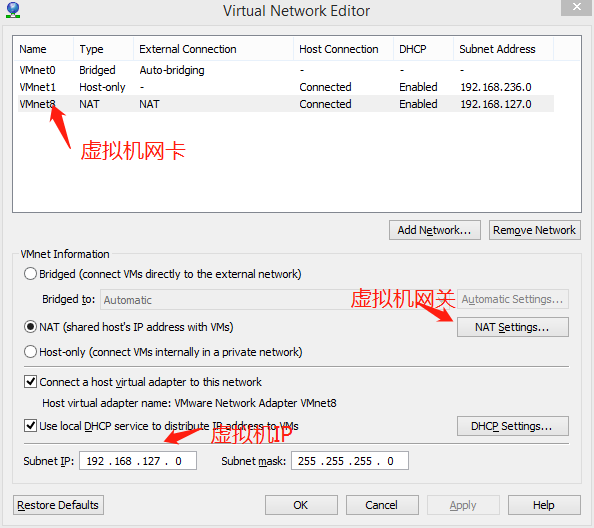 Virtual Network Editor
Name Type External Connection Host Connection DHCP Subnet Address
VMnet0 Bridged Auto-bridging - - -
VMnet1 Host-only - Connected Enabled 192.168.236.0
VMnet8 NAT NAT Connected Enabled 192.168.127.0
虚拟机网卡
Add Network... Remove Network
VMnet Information
Bridged (connect VMs directly to the external network)
Bridged to: Automatic Automatic Settings...
虚拟机网关
NAT (shared host's IP address with VMs) NAT Settings...
Host-only (connect VMs internally in a private network)
Connect a host virtual adapter to this network
Host virtual adapter name: VMware Network Adapter VMnet8
Use local DHCP service to distribute IP address to VMs DHCP Settings...
虚拟机IP
Subnet IP: 192 . 168 . 127 . 0 Subnet mask: 255 . 255 . 255 . 0
Restore Defaults OK Cancel Apply Help